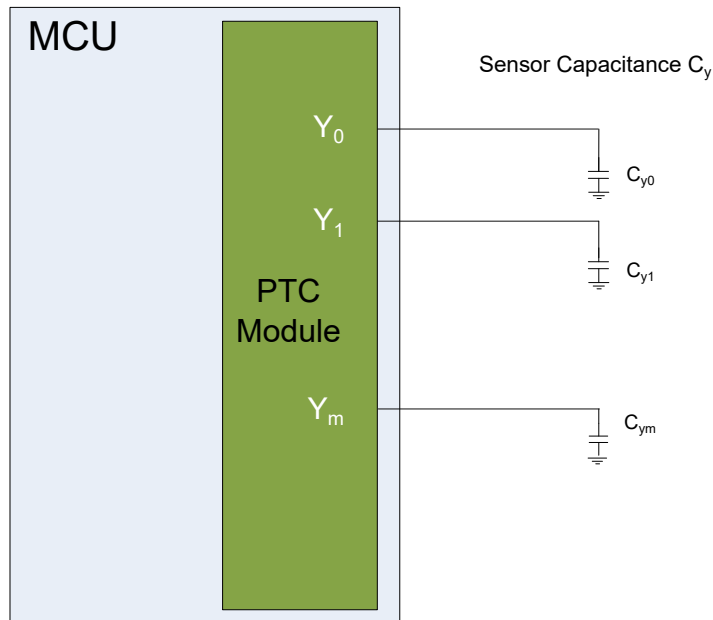 MCU
Sensor Capacitance Cy
Y0
Cy0
Y1
Cy1
PTC
Module
Ym
Cym